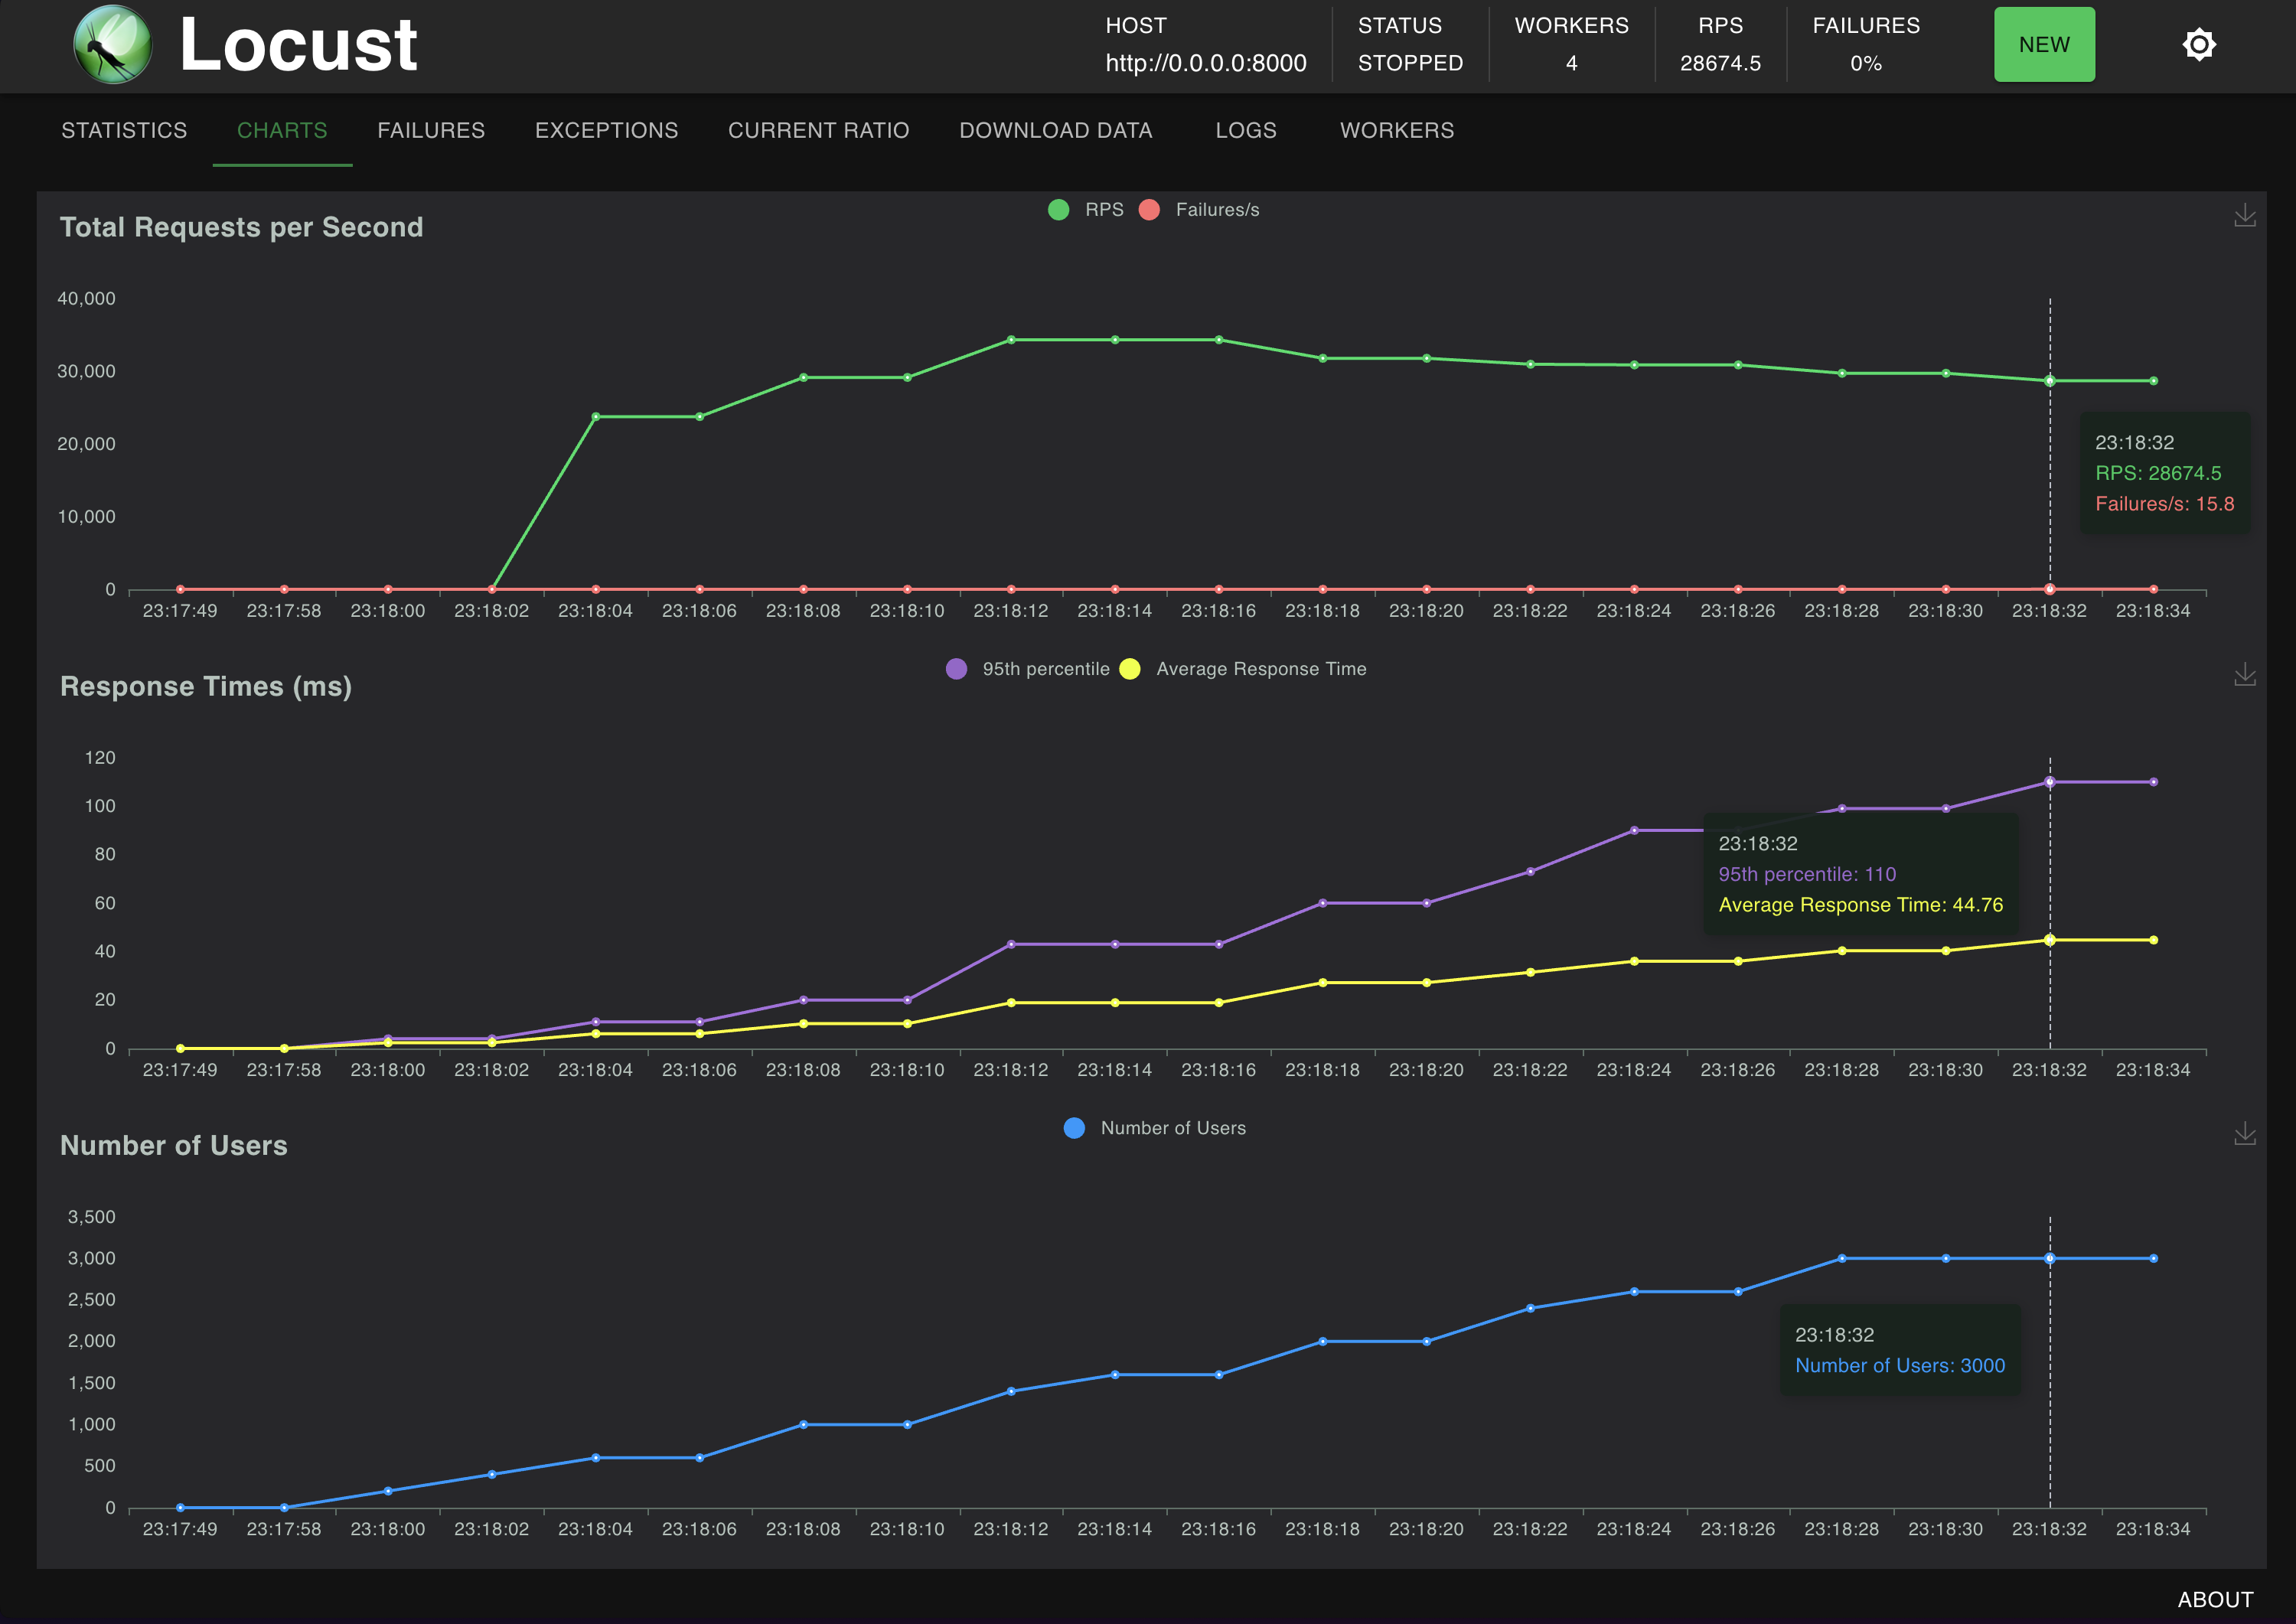 Locust
HOST
http://0.0.0.0:8000
STATUS
STOPPED
WORKERS
4
RPS
28674.5
FAILURES
0%
NEW
STATISTICS CHARTS FAILURES EXCEPTIONS CURRENT RATIO DOWNLOAD DATA LOGS WORKERS
RPS Failures/s
Total Requests per Second
40,000
30,000
20,000
10,000
0
23:18:32
RPS: 28674.5
Failures/s: 15.8
23:17:49 23:17:58 23:18:00 23:18:02 23:18:04 23:18:06 23:18:08 23:18:10 23:18:12 23:18:14 23:18:16 23:18:18 23:18:20 23:18:22 23:18:24 23:18:26 23:18:28 23:18:30 23:18:32 23:18:34
95th percentile Average Response Time
Response Times (ms)
120
100
80
60
40
20
0
23:18:32
95th percentile: 110
Average Response Time: 44.76
23:17:49 23:17:58 23:18:00 23:18:02 23:18:04 23:18:06 23:18:08 23:18:10 23:18:12 23:18:14 23:18:16 23:18:18 23:18:20 23:18:22 23:18:24 23:18:26 23:18:28 23:18:30 23:18:32 23:18:34
Number of Users
Number of Users
3,500
3,000
2,500
2,000
1,500
1,000
500
0
23:18:32
Number of Users: 3000
23:17:49 23:17:58 23:18:00 23:18:02 23:18:04 23:18:06 23:18:08 23:18:10 23:18:12 23:18:14 23:18:16 23:18:18 23:18:20 23:18:22 23:18:24 23:18:26 23:18:28 23:18:30 23:18:32 23:18:34
ABOUT